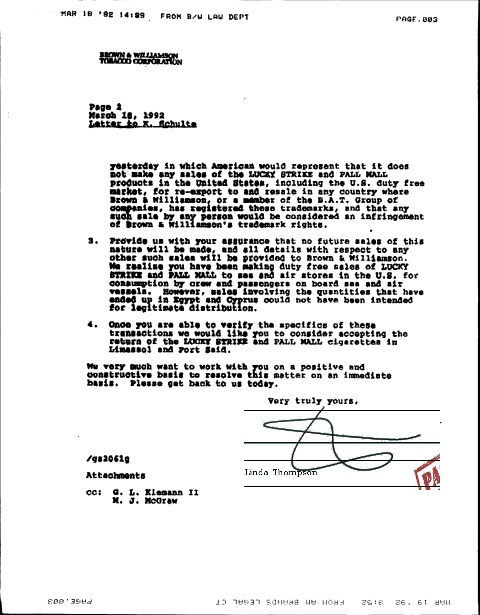 MAR 18 '92 14:09 FROM B/W LAW DEPT PAGE.003
BROWN & WILLIAMSON
TOBACCO CORPORATION
Page 2
March 18, 1992
Letter to K. Schulte
yesterday in which American would represent that it does
not make any sales of the LUCKY STRIKE and PALL MALL
products in the United States, including the U.S. duty free
market, for re-export to and resale in any country where
Brown & Williamson, or a member of the B.A.T. Group of
companies, has registered these trademarks, and that any
such sale by any person would be considered an infringement
of Brown & Williamson's trademark rights.
3. Provide us with your assurance that no future sales of this
nature will be made, and all details with respect to any
other such sales will be provided to Brown & Williamson.
We realize you have been making duty free sales of LUCKY
STRIKE and PALL MALL to sea and air stores in the U.S. for
consumption by crew and passengers on board sea and air
vessels. However, sales involving the quantities that have
ended up in Egypt and Cyprus could not have been intended
for legitimate distribution.
4. Once you are able to verify the specifics of these
transactions we would like you to consider accepting the
return of the LUCKY STRIKE and PALL MALL cigarettes in
Limassol and Port Said.
We very much want to work with you on a positive and
constructive basis to resolve this matter on an immediate
basis. Please get back to us today.
Very truly yours,
Linda Thompson
/gs2061g
Attachments
cc: G. L. Klemann II
M. J. McGraw
PA
MAR 19 '92 8:52 FROM AM BRANDS LEGAL CT PAGE.003